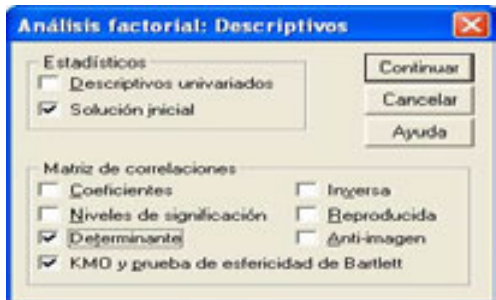 Análisis factorial: Descriptivos
Estadísticos
Descriptivos univariados
Solución inicial
Continuar
Cancelar
Ayuda
Matriz de correlaciones
Coeficientes
Inversa
Niveles de significación
Reproducida
Determinante
Anti-imagen
KMO y prueba de esfericidad de Bartlett